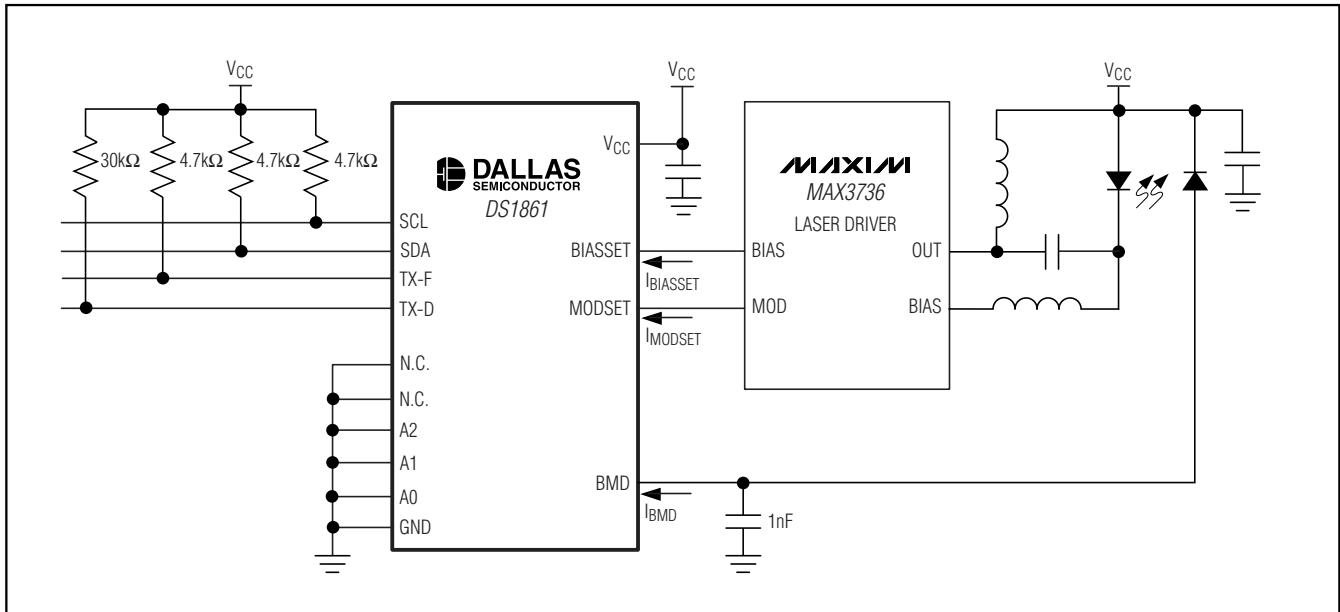 VCC
30kΩ
4.7kΩ
4.7kΩ
4.7kΩ
SCL
SDA
TX-F
TX-D
N.C.
N.C.
A2
A1
A0
GND
DALLAS
SEMICONDUCTOR
DS1861
VCC
BIASSET
MODSET
BMD
VCC
IBIASSET
IMODSET
IBMD
1nF
MAXIM
MAX3736
LASER DRIVER
BIAS
MOD
OUT
BIAS
VCC